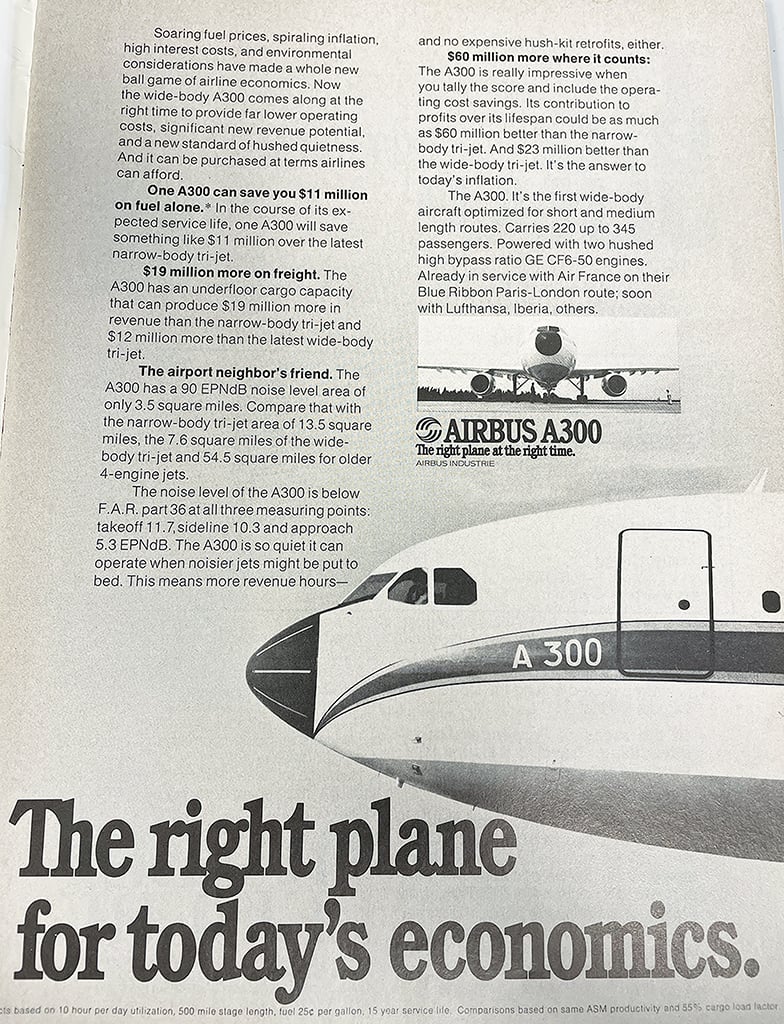 Soaring fuel prices, spiraling inflation,
high interest costs, and environmental
considerations have made a whole new
ball game of airline economics. Now
the wide-body A300 comes along at the
right time to provide far lower operating
costs, significant new revenue potential,
and a new standard of hushed quietness.
And it can be purchased at terms airlines
can afford.
One A300 can save you $11 million
on fuel alone.* In the course of its ex-
pected service life, one A300 will save
something like $11 million over the latest
narrow-body tri-jet.
$19 million more on freight. The
A300 has an underfloor cargo capacity
that can produce $19 million more in
revenue than the narrow-body tri-jet and
$12 million more than the latest wide-body
tri-jet.
The airport neighbor's friend. The
A300 has a 90 EPNdB noise level area of
only 3.5 square miles. Compare that with
the narrow-body tri-jet area of 13.5 square
miles, the 7.6 square miles of the wide-
body tri-jet and 54.5 square miles for older
4-engine jets.
The noise level of the A300 is below
F.A.R. part 36 at all three measuring points:
takeoff 11.7, sideline 10.3 and approach
5.3 EPNdB. The A300 is so quiet it can
operate when noisier jets might be put to
bed. This means more revenue hours—
and no expensive hush-kit retrofits, either.
$60 million more where it counts:
The A300 is really impressive when
you tally the score and include the opera-
ting cost savings. Its contribution to
profits over its lifespan could be as much
as $60 million better than the narrow-
body tri-jet. And $23 million better than
the wide-body tri-jet. It's the answer to
today's inflation.
The A300. It's the first wide-body
aircraft optimized for short and medium
length routes. Carries 220 up to 345
passengers. Powered with two hushed
high bypass ratio GE CF6-50 engines.
Already in service with Air France on their
Blue Ribbon Paris-London route; soon
with Lufthansa, Iberia, others.
AIRBUS A300
The right plane at the right time.
AIRBUS INDUSTRIE
A 300
The right plane
for today's economics.
based on 10 hour per day utilization, 500 mile stage length, fuel 25¢ per gallon, 15 year service life. Comparisons based on same ASM productivity and 55% cargo load factor